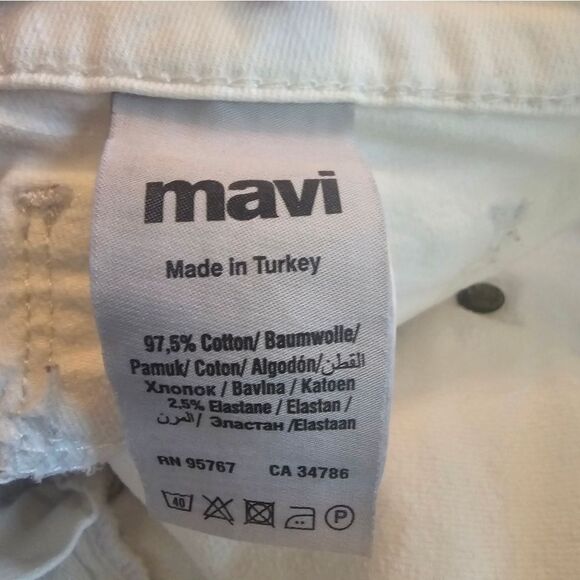 mavi
Made in Turkey
97,5% Cotton/ Baumwolle/
Pamuk/ Coton/ Algodón/القطن/
Хлопок / Bavlna / Katoen
2,5% Elastane / Elastan /
المرن/ Эластан /Elastaan
RN 95767 CA 34786
40 P